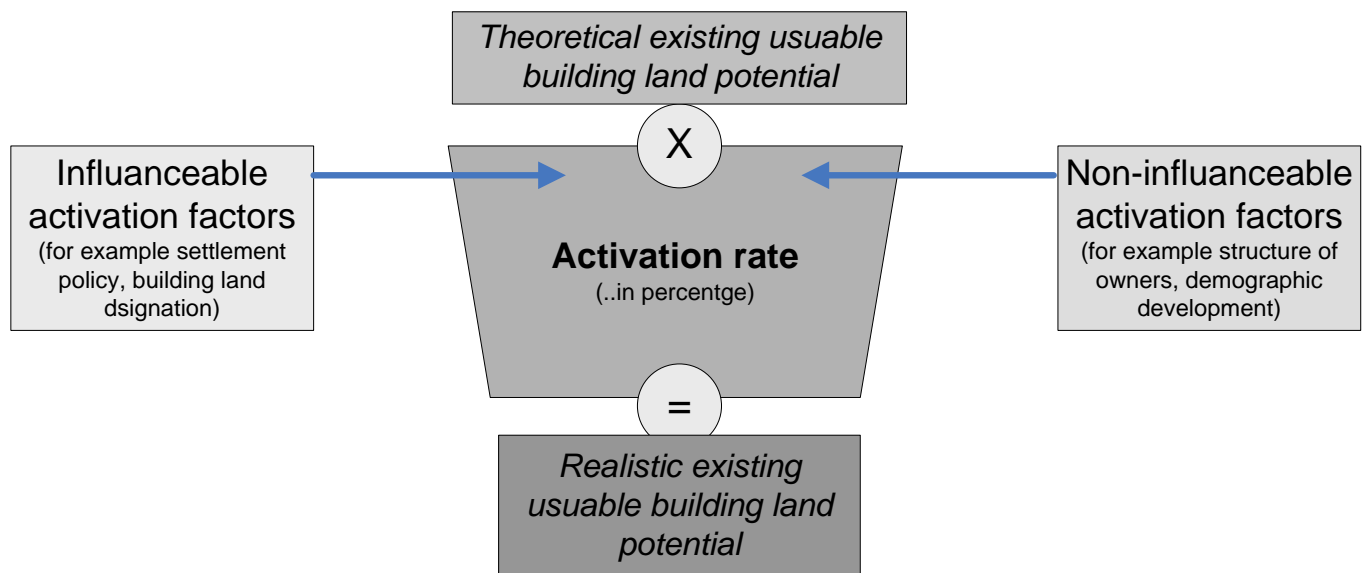 Theoretical existing usuable
building land potential
X
Influanceable
activation factors
(for example settlement
policy, building land
dsignation)
Activation rate
(..in percentge)
Non-influanceable
activation factors
(for example structure of
owners, demographic
development)
=
Realistic existing
usuable building land
potential